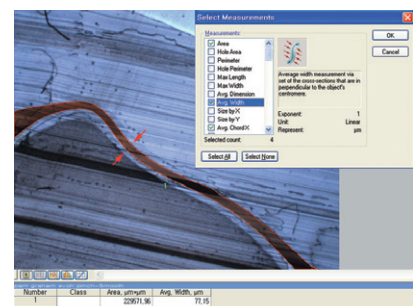 Select Measurements
Measurements:
Area
Hole Area
Perimeter
Hole Perimeter
Max Length
Max Width
Avg. Dimension
Avg. Width
Size by X
Size by Y
Avg. Chord X
Selected count: 4
Select All
Select None
Average width measurement via
set of the cross-sections that are in
perpendicular to the object's
centromere.
Exponent: 1
Unit: Linear
Represent: µm
OK
Cancel
1
Number Class Area, µm×µm Avg. Width, µm
1 229571,96 77,15